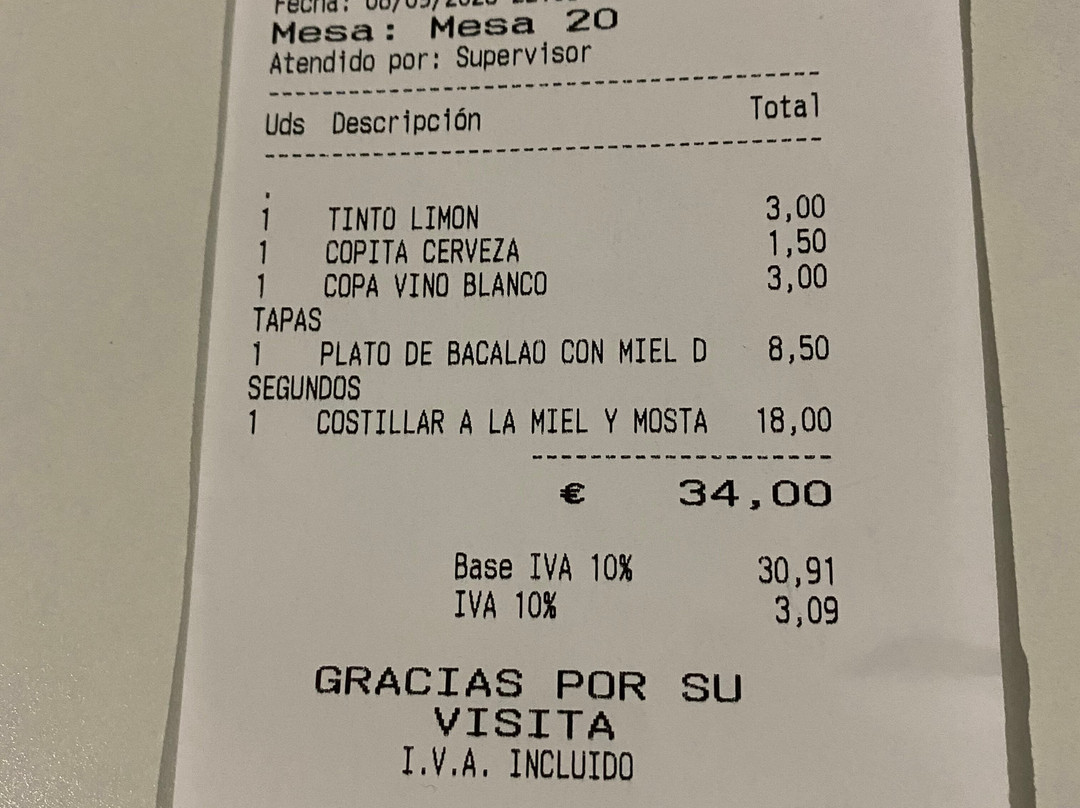 Fecha:
Mesa: Mesa 20
Atendido por: Supervisor
Uds Descripción Total
.
1 TINTO LIMON 3,00
1 COPITA CERVEZA 1,50
1 COPA VINO BLANCO 3,00
TAPAS
1 PLATO DE BACALAO CON MIEL D 8,50
SEGUNDOS
1 COSTILLAR A LA MIEL Y MOSTA 18,00
€ 34,00
Base IVA 10% 30,91
IVA 10% 3,09
GRACIAS POR SU
VISITA
I.V.A. INCLUIDO